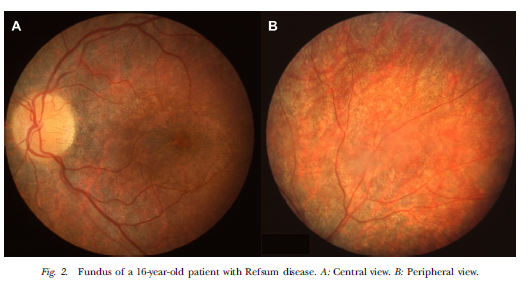 A
B
Fig. 2. Fundus of a 16-year-old patient with Refsum disease. A: Central view. B: Peripheral view.